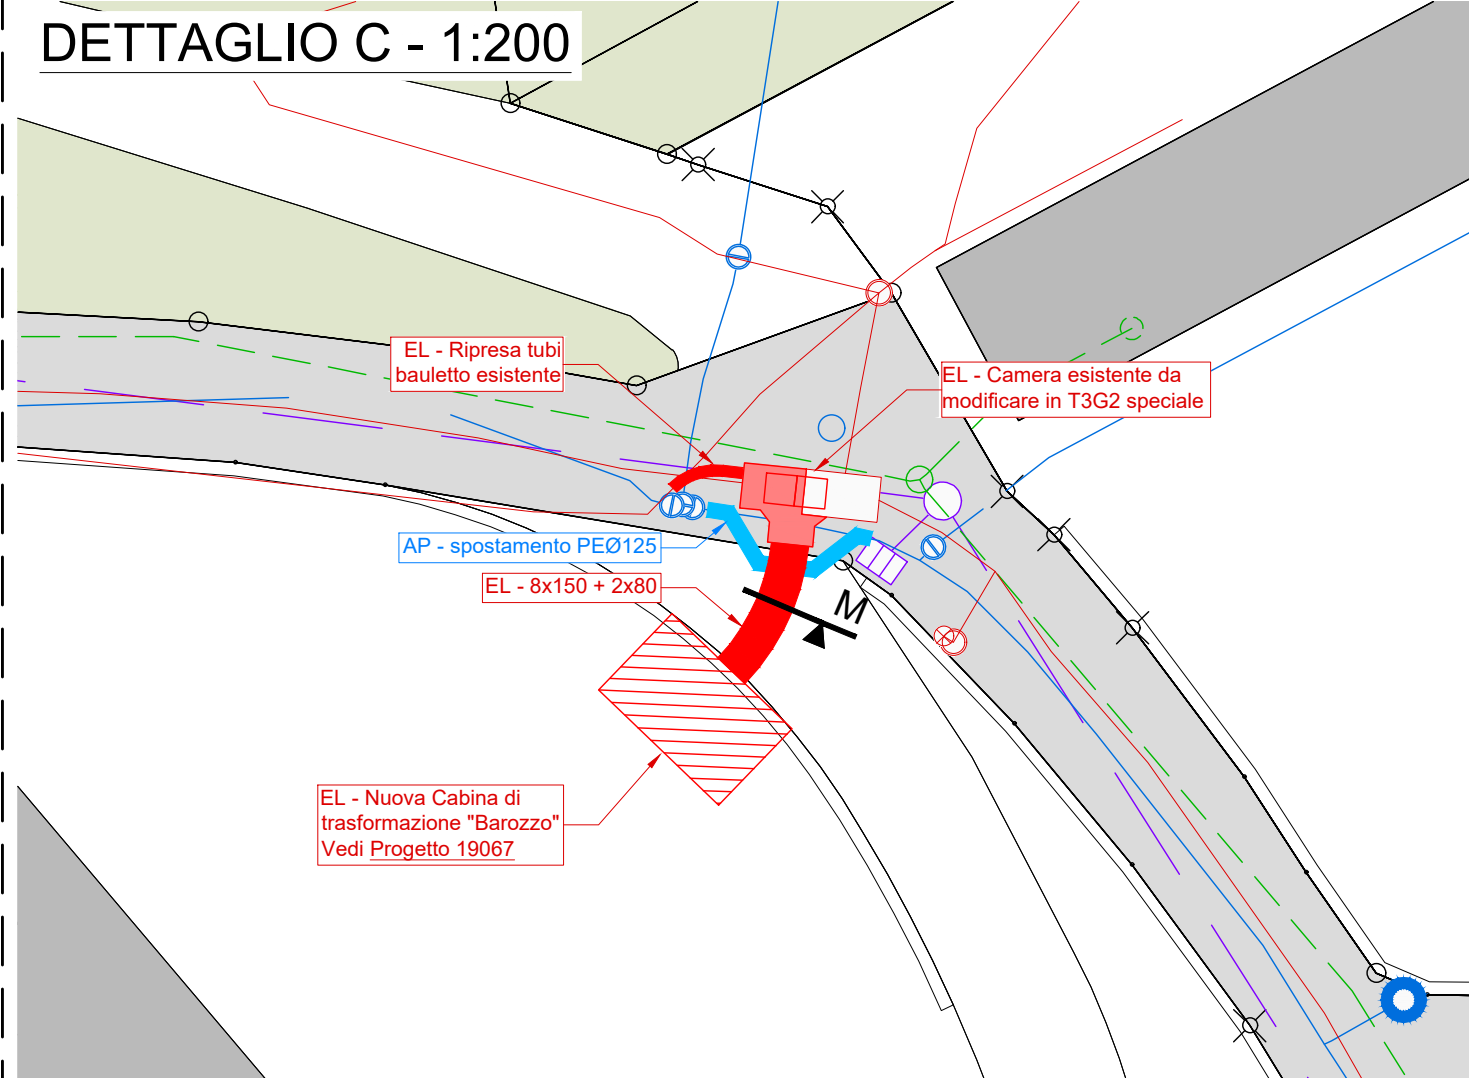 DETTAGLIO C - 1:200
EL - Ripresa tubi
bauletto esistente
EL - Camera esistente da
modificare in T3G2 speciale
AP - spostamento PEØ125
EL - 8x150 + 2x80
M
EL - Nuova Cabina di
trasformazione "Barozzo"
Vedi Progetto 19067